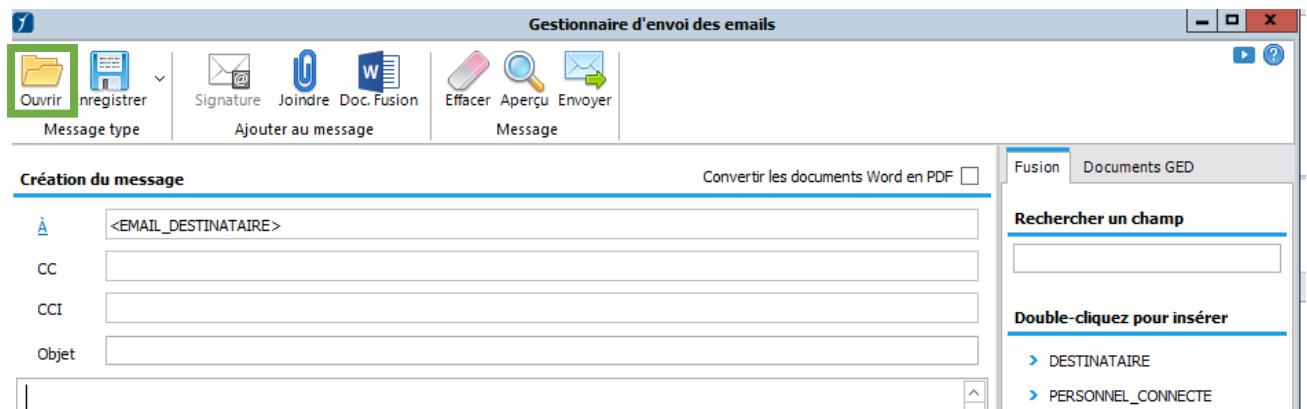 Gestionnaire d'envoi des emails
Ouvrir nregistrer Signature Joindre Doc. Fusion Effacer Aperçu Envoyer
Message type Ajouter au message Message
Création du message Convertir les documents Word en PDF
À <EMAIL_DESTINATAIRE>
CC
CCI
Objet
Fusion Documents GED
Rechercher un champ
Double-cliquez pour insérer
DESTINATAIRE
PERSONNEL_CONNECTE